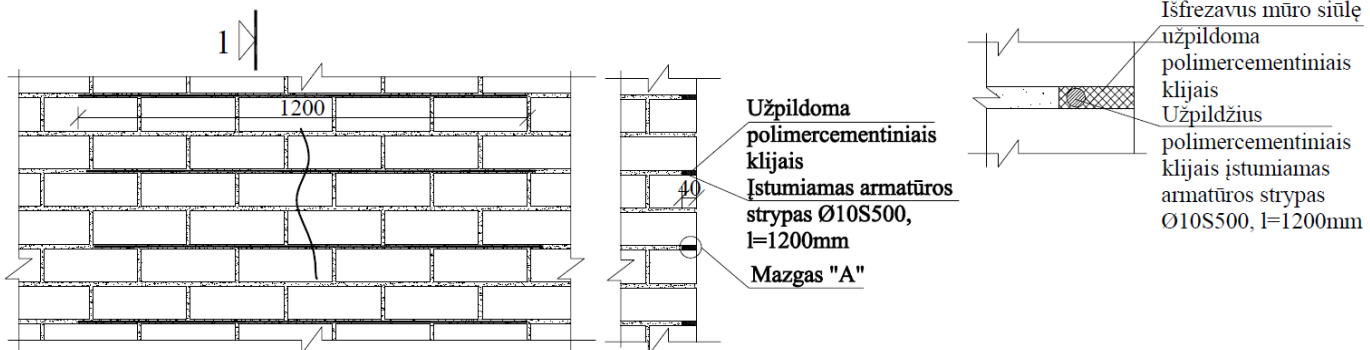 1
1200
Užpildoma
polimercementiniais
klijais
Įstumiamas armatūros
strypas Ø10S500,
l=1200mm
40
Mazgas "A"
Išfrezavus mūro siūlę
užpildoma
polimercementiniais
klijais
Užpildžius
polimercementiniais
klijais įstumiamas
armatūros strypas
Ø10S500, l=1200mm